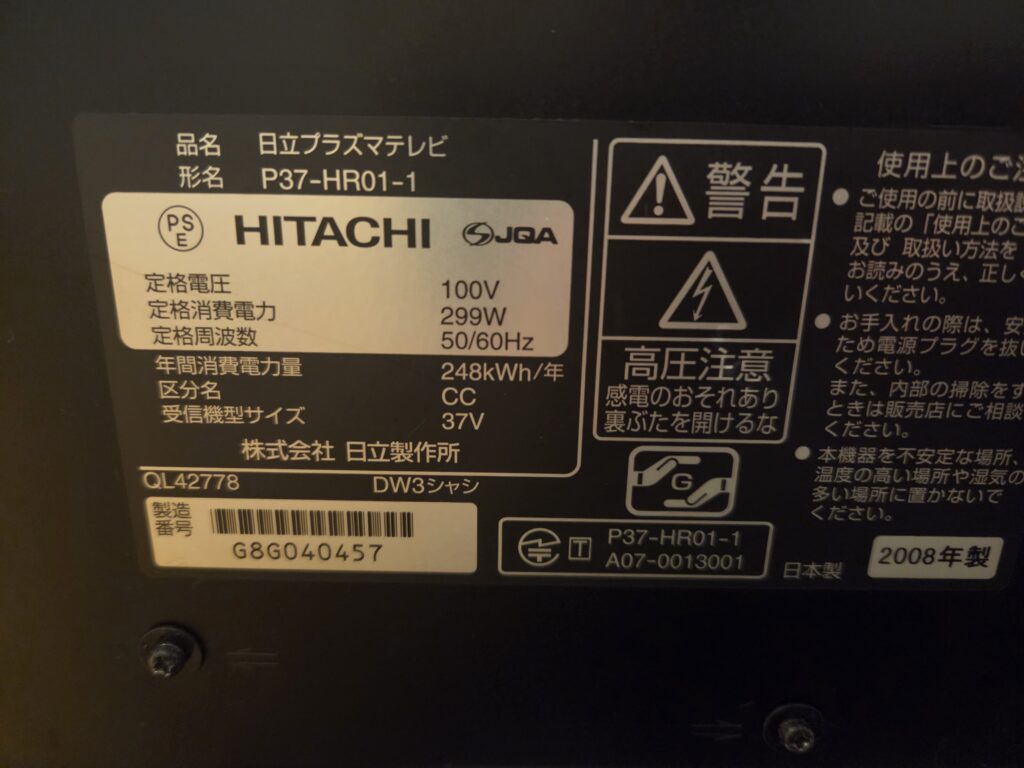 品名 日立プラズマテレビ
形名 P37-HR01-1
PS
E
HITACHI JQA
定格電圧 100V
定格消費電力 299W
定格周波数 50/60Hz
年間消費電力量 248kWh/年
区分名 CC
受信機型サイズ 37V
株式会社 日立製作所
QL42778 DW3シャシ
製造
番号
G8G040457
警告
高圧注意
感電のおそれあり
裏ぶたを開けるな
G
T
P37-HR01-1
A07-0013001
日本製
2008年製
使用上のご注
● ご使用の前に取扱説
記載の「使用上のご
及び 取扱い方法を
お読みのうえ、正しく
いください。
● お手入れの際は、安
ため電源プラグを抜い
ください。
また、内部の掃除をす
ときは販売店にご相談
ください。
● 本機器を不安定な場所、
温度の高い場所や湿気の
多い場所に置かないで
ください。